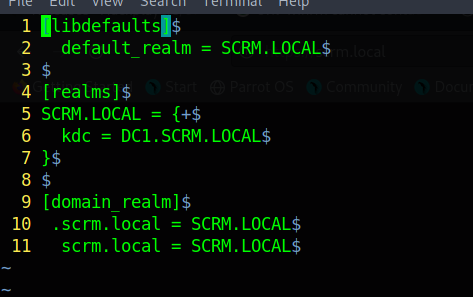 File Edit View Search Terminal Help
1 [libdefaults]$
2 default_realm = SCRM.LOCAL$
3 $
4 [realms]$
5 SCRM.LOCAL = {+$
6 kdc = DC1.SCRM.LOCAL$
7 }$
8 $
9 [domain_realm]$
10 .scrm.local = SCRM.LOCAL$
11 scrm.local = SCRM.LOCAL$
~
~